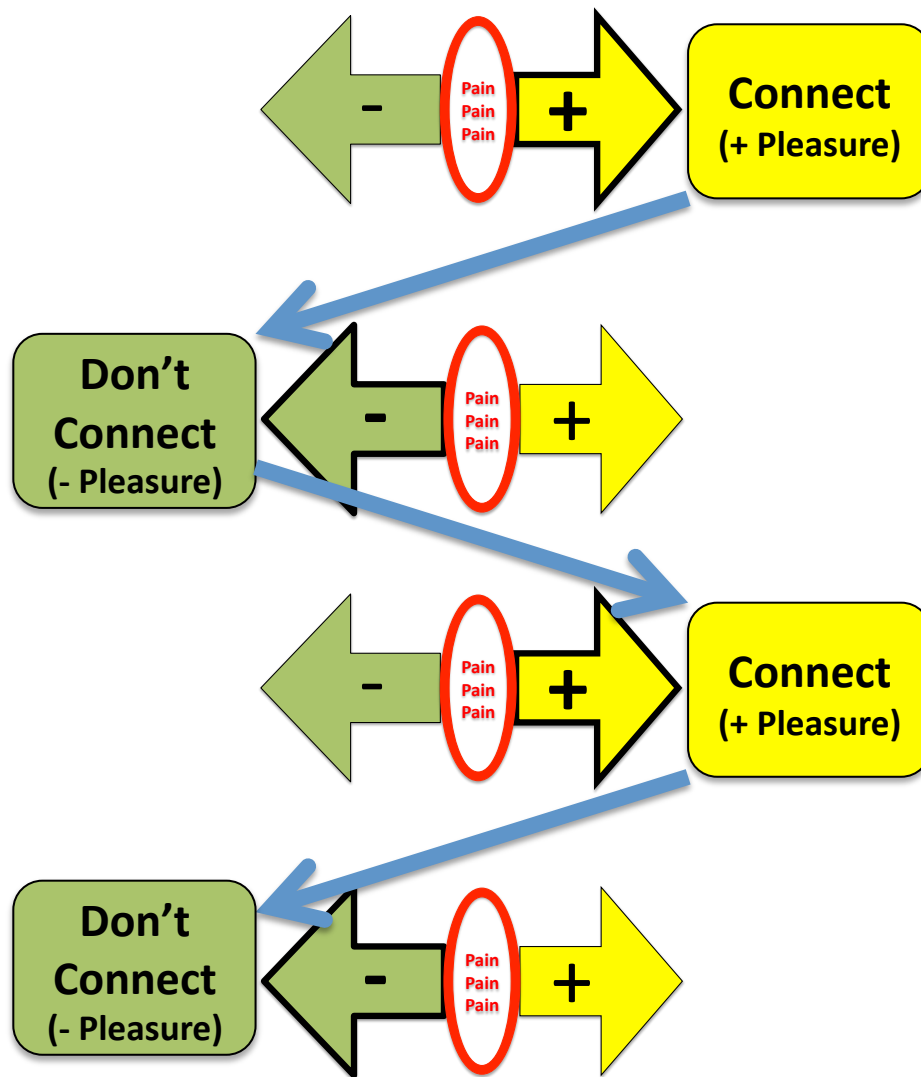 -
Pain
Pain
Pain
+
Connect
(+ Pleasure)
Don’t
Connect
(- Pleasure)
-
Pain
Pain
Pain
+
-
Pain
Pain
Pain
+
Connect
(+ Pleasure)
Don’t
Connect
(- Pleasure)
-
Pain
Pain
Pain
+